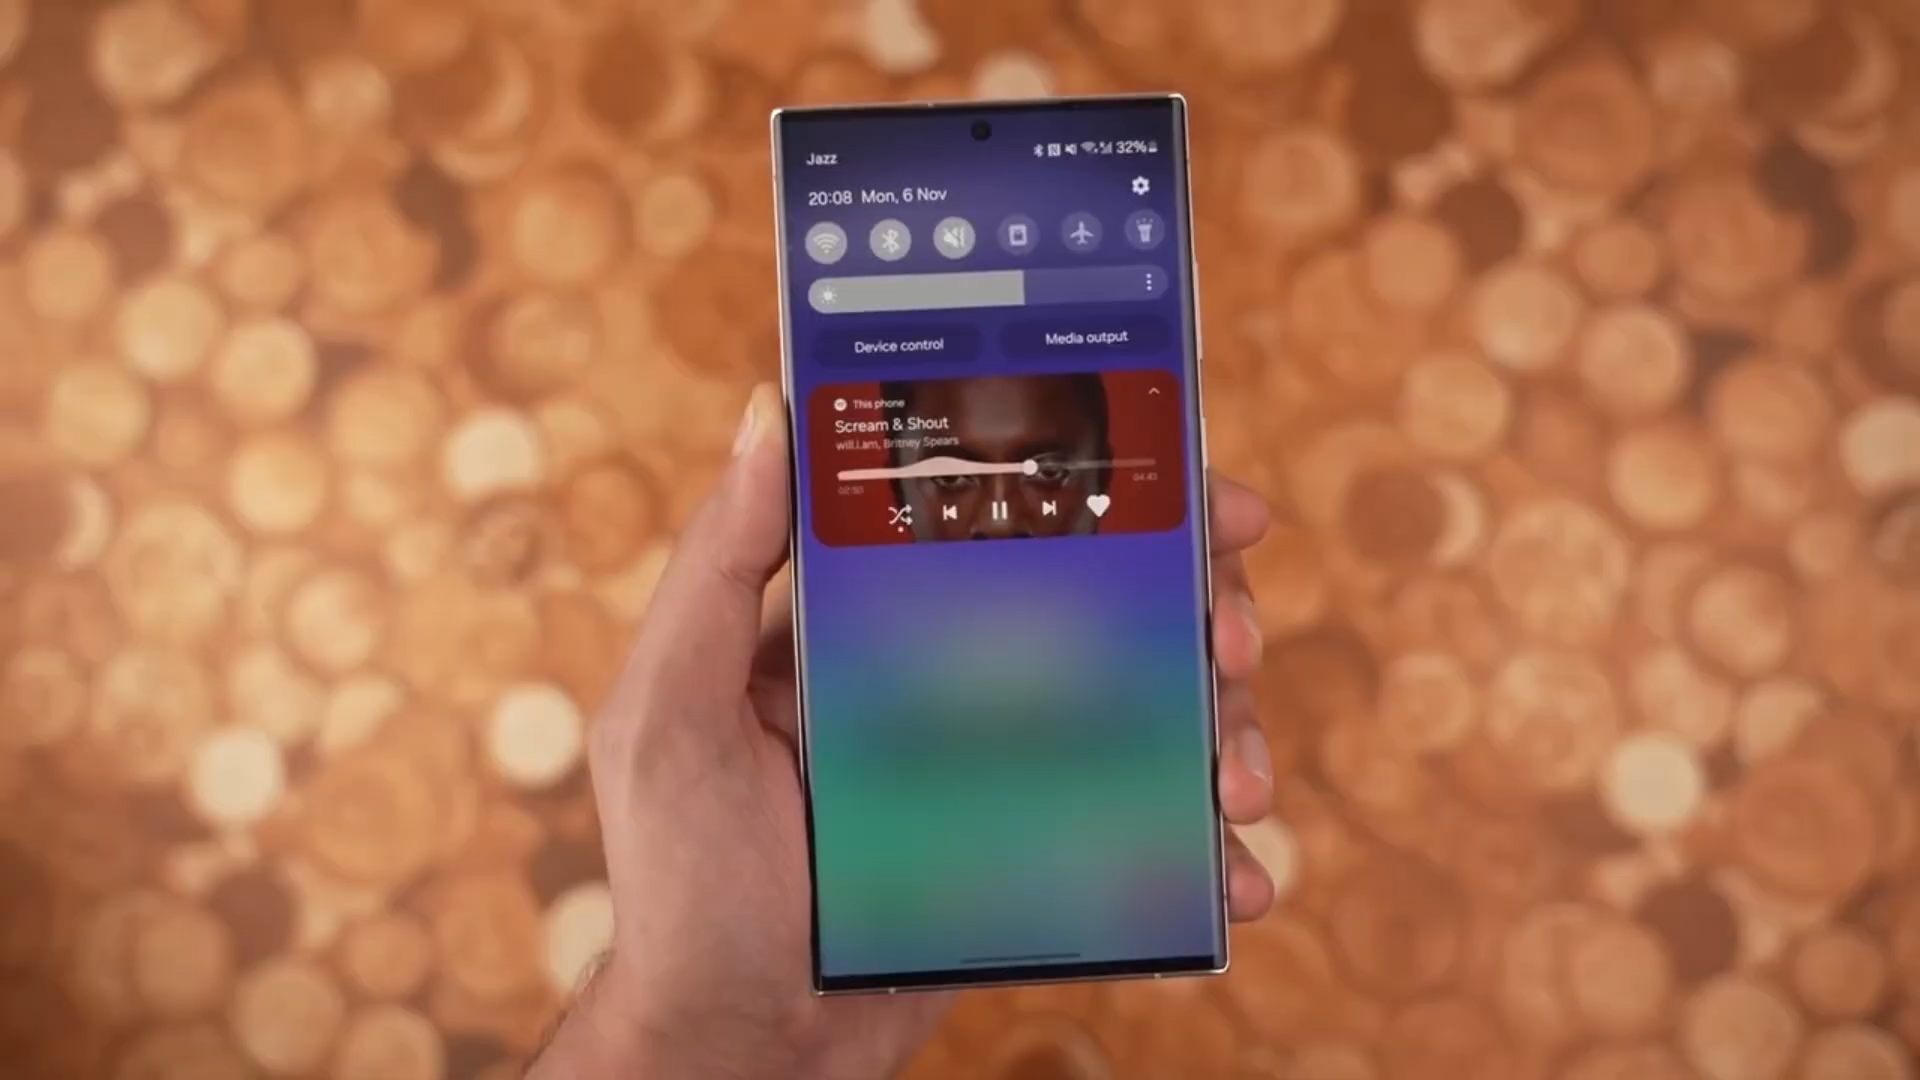 Jazz
32%
20:08 Mon, 6 Nov
Device control
Media output
This phone
Scream & Shout
will.i.am, Britney Spears
02:50
04:43